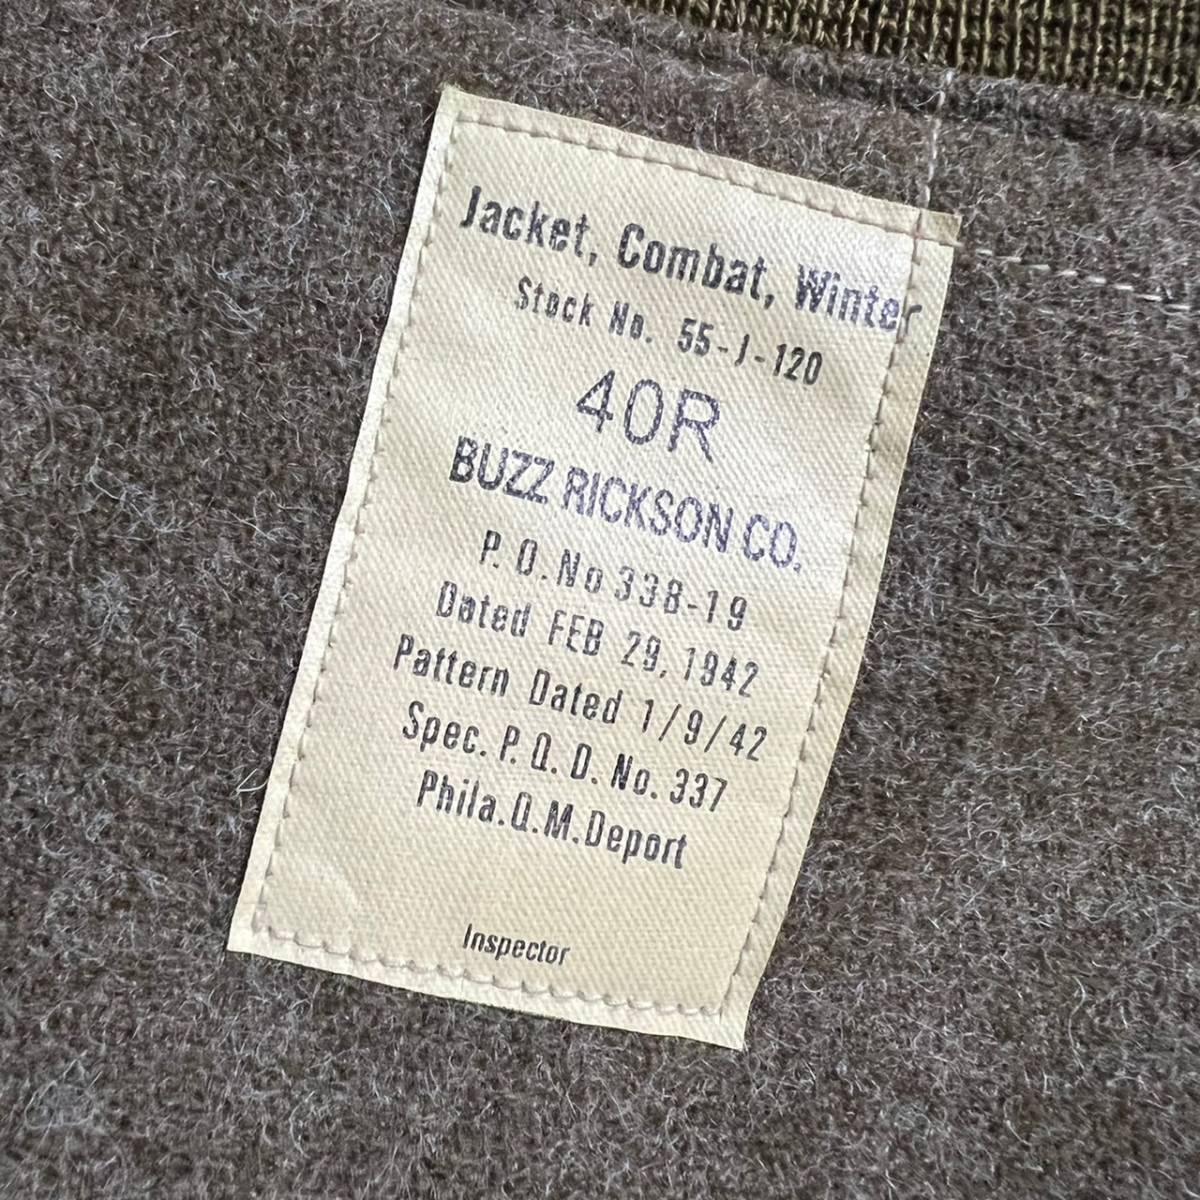 Jacket, Combat, Winter
Stock No. 55-J-120
40R
BUZZ RICKSON CO.
P.O.No 338-19
Dated FEB 29,1942
Pattern Dated 1/9/42
Spec. P.Q.D. No. 337
Phila.Q.M.Deport
Inspector